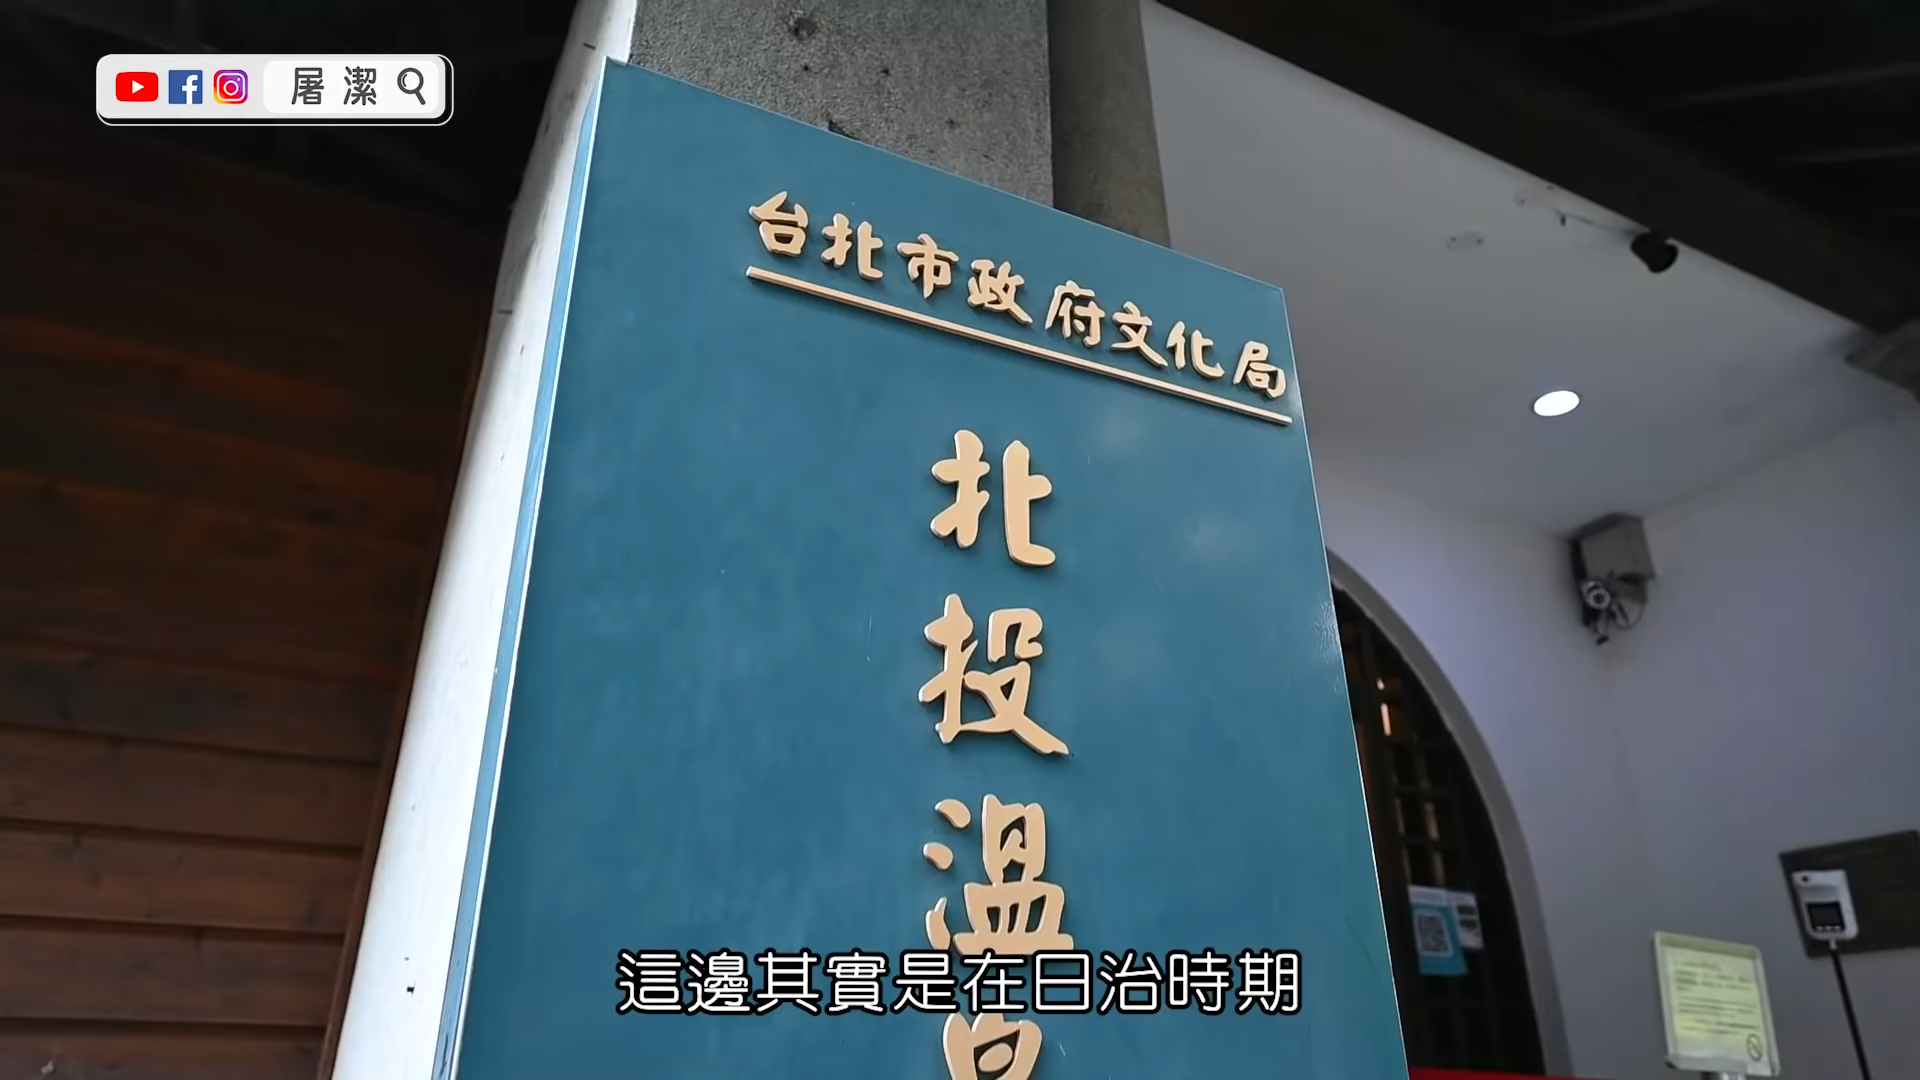 屠潔
台北市政府文化局
北投溫泉
這邊其實是在日治時期